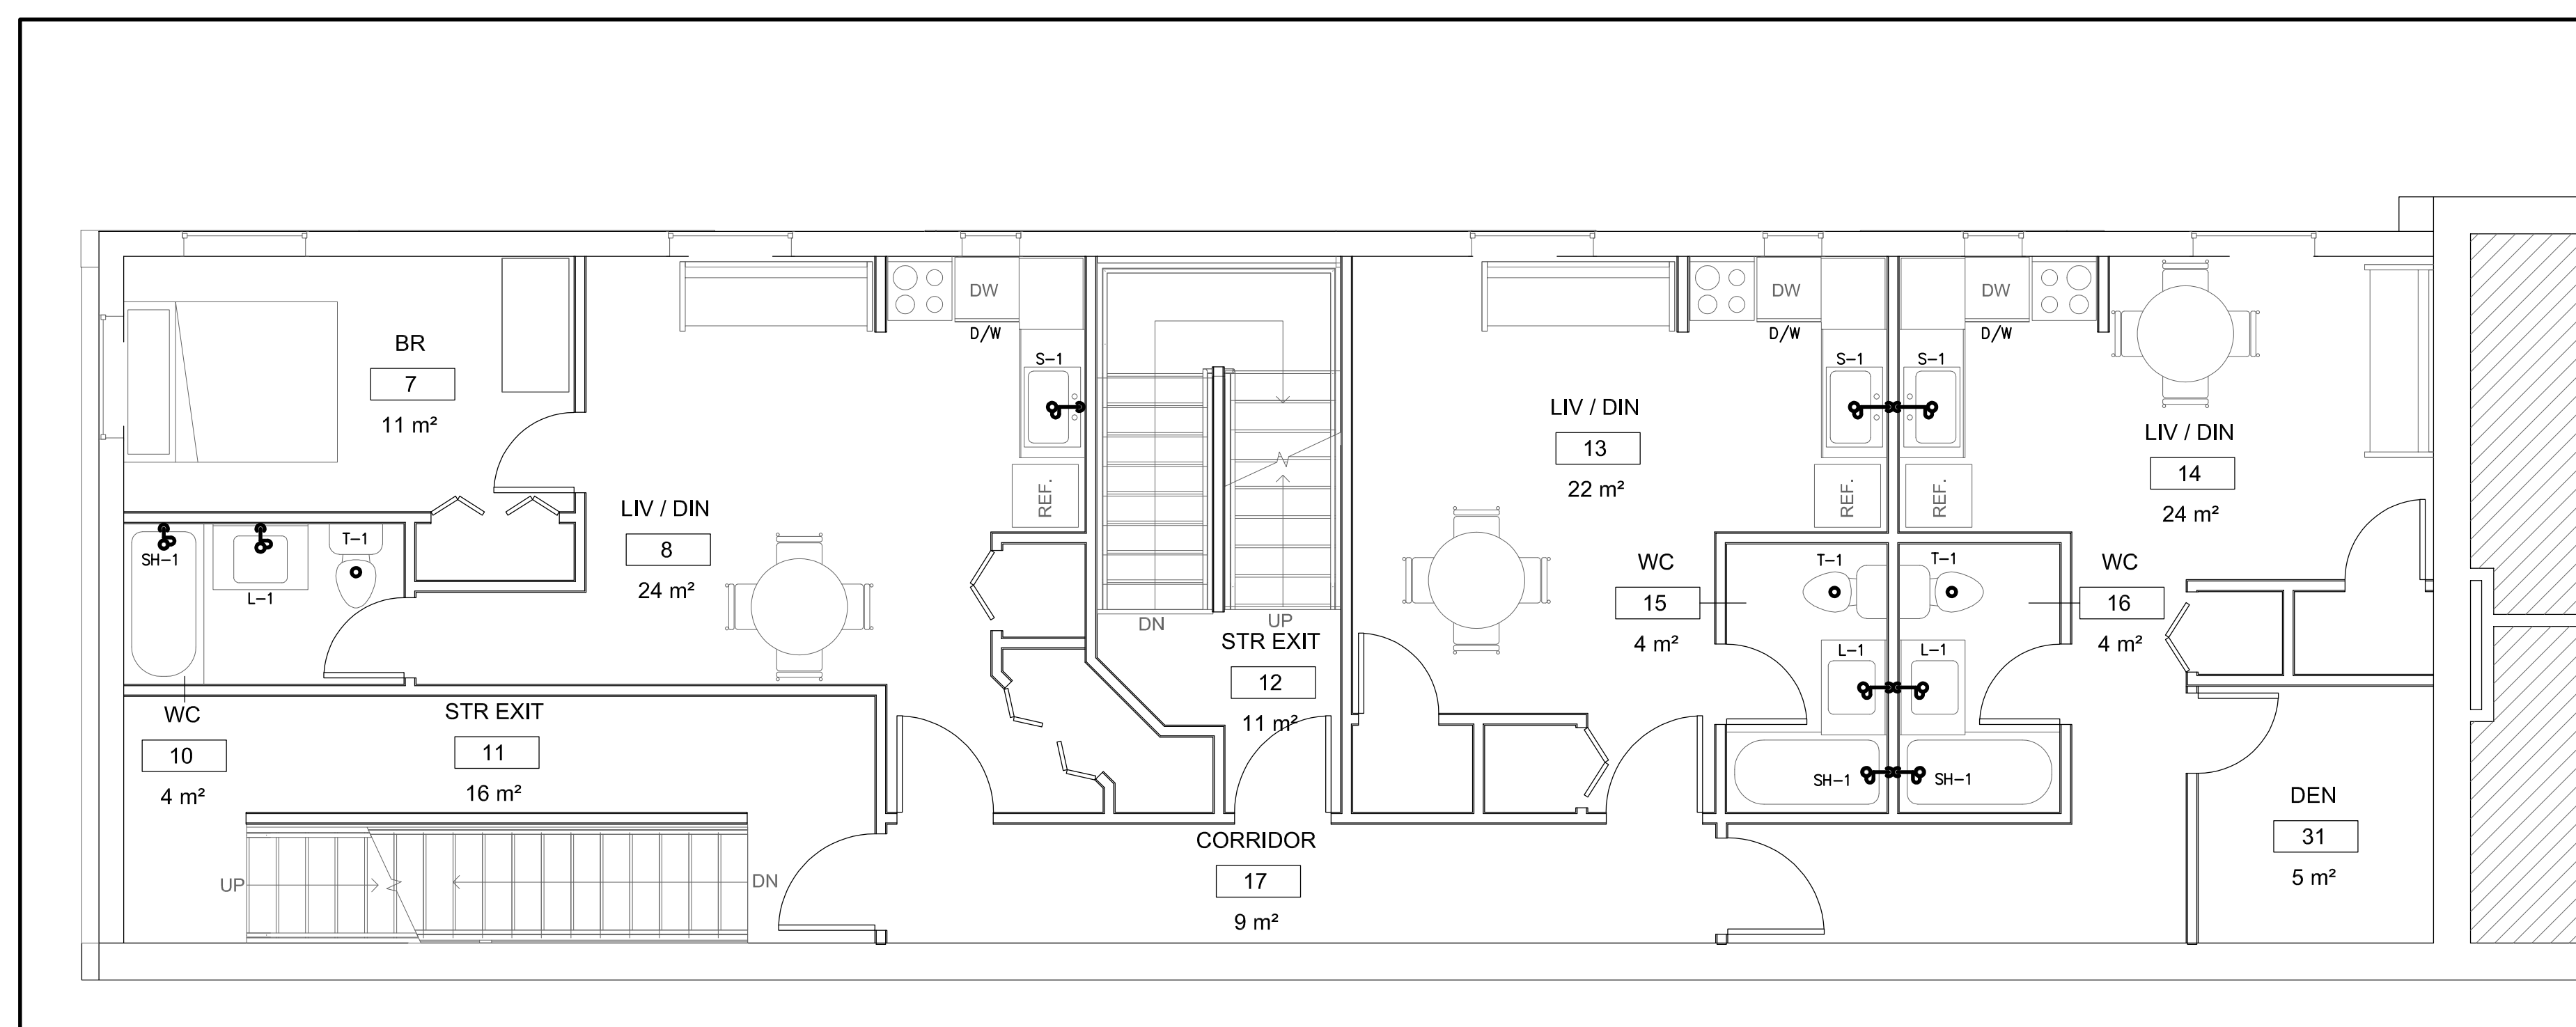 BR
7
11 m²
SH-1
L-1
T-1
WC
10
4 m²
STR EXIT
11
16 m²
UP
DN
LIV / DIN
8
24 m²
DW
D/W
S-1
REF.
DN
UP
STR EXIT
12
11 m²
CORRIDOR
17
9 m²
LIV / DIN
13
22 m²
DW
D/W
S-1
REF.
WC
15
4 m²
T-1
L-1
SH-1
DW
D/W
S-1
REF.
LIV / DIN
14
24 m²
T-1
L-1
SH-1
WC
16
4 m²
DEN
31
5 m²